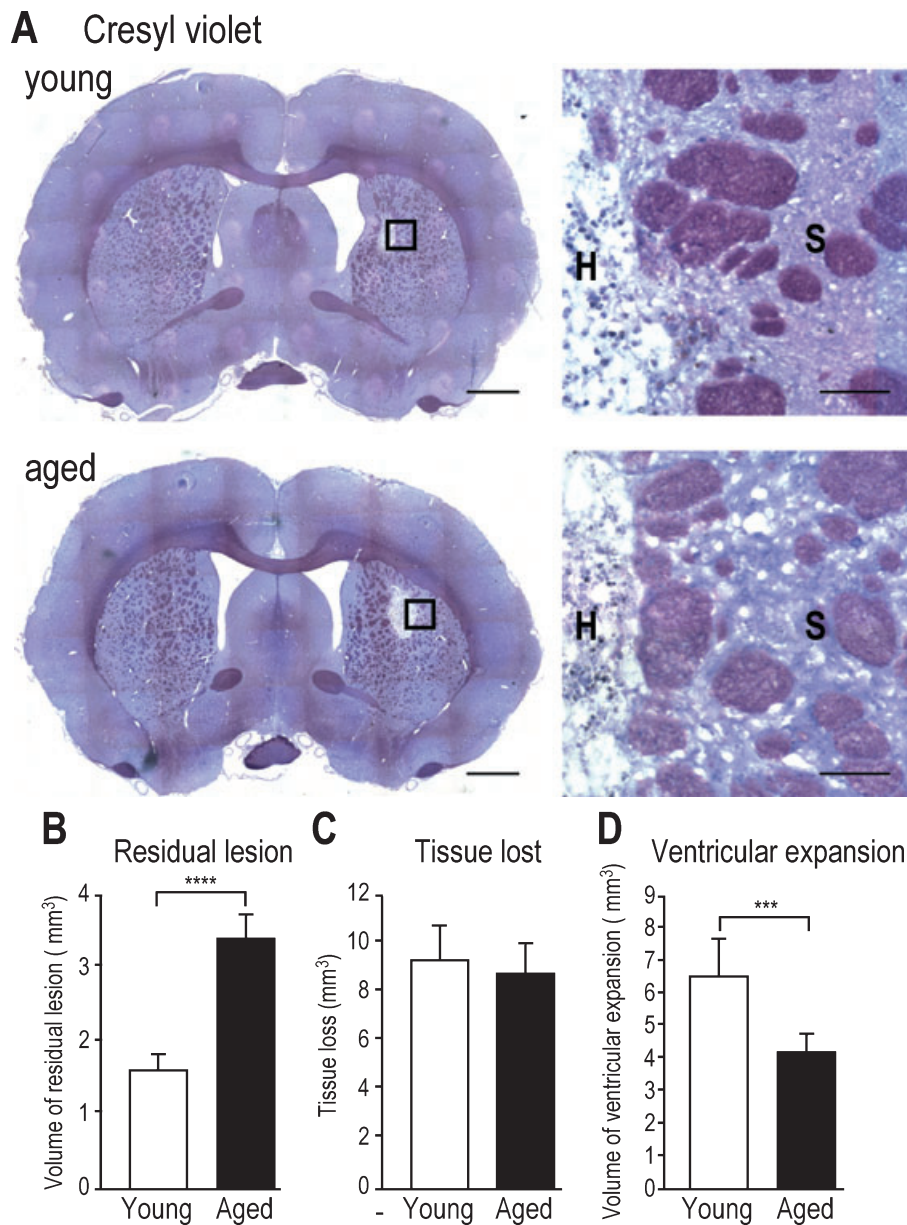 A Cresyl violet
young
H
S
aged
H
S
B
Residual lesion
Volume of residual lesion ( mm³)
4
3
2
1
0
****
Young Aged
C
Tissue lost
Tissue loss (mm³)
12
10
8
6
4
2
0
- Young Aged
D
Ventricular expansion
Volume of ventricular expansion (mm³)
9
8
7
6
5
4
3
2
1
0
***
Young Aged